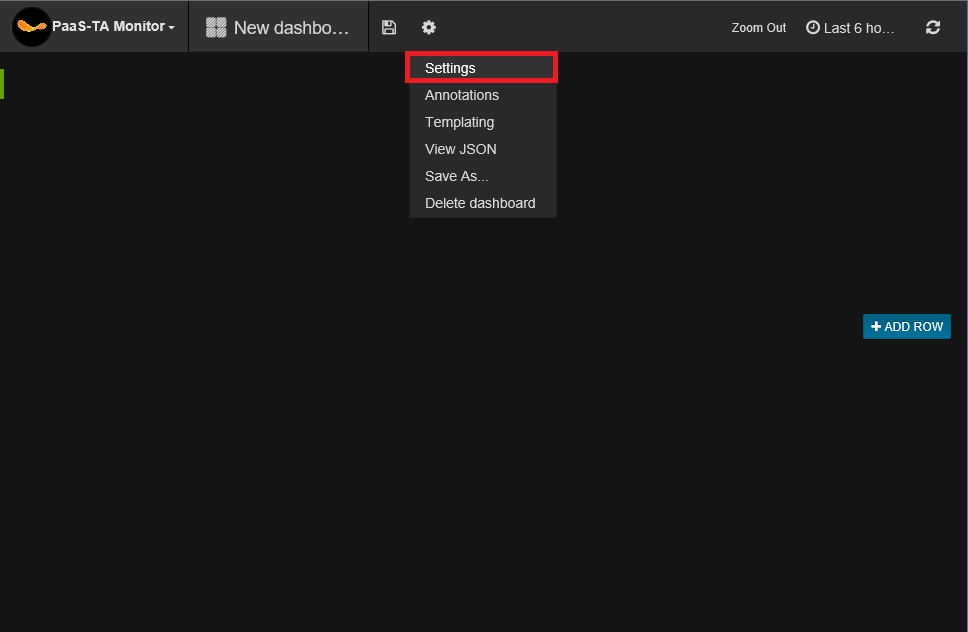 PaaS-TA Monitor
New dashbo...
Zoom Out
Last 6 ho...
Settings
Annotations
Templating
View JSON
Save As...
Delete dashboard
ADD ROW